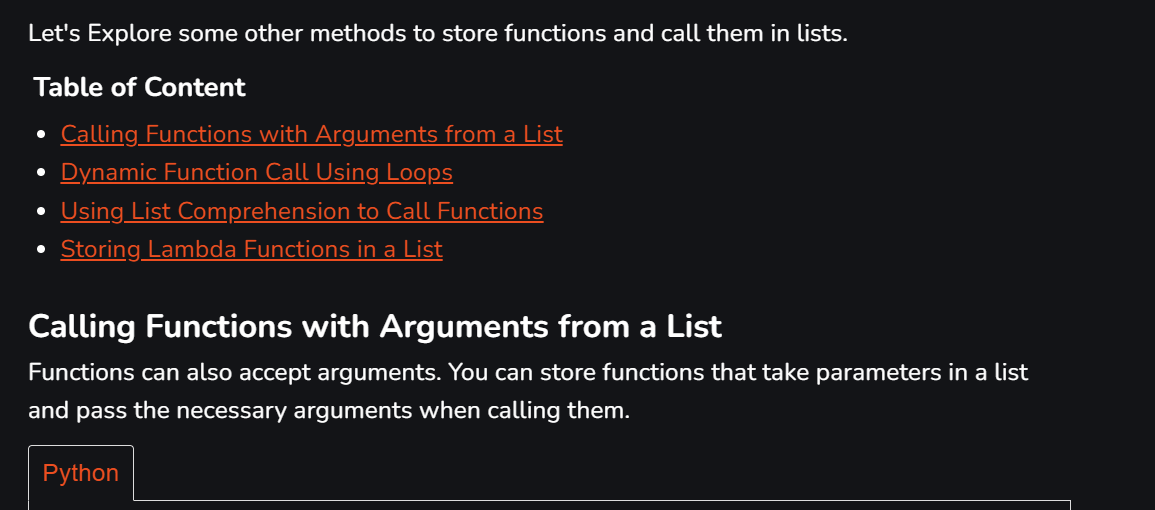 Let's Explore some other methods to store functions and call them in lists.
Table of Content
Calling Functions with Arguments from a List
Dynamic Function Call Using Loops
Using List Comprehension to Call Functions
Storing Lambda Functions in a List
Calling Functions with Arguments from a List
Functions can also accept arguments. You can store functions that take parameters in a list
and pass the necessary arguments when calling them.
Python